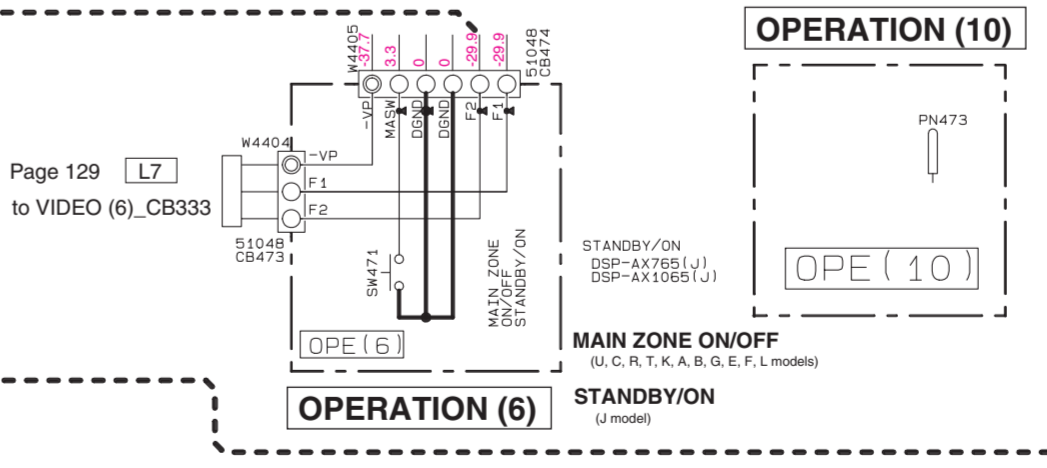 OPERATION (10)
W4405
-37.7
3.3
0
0
-29.9
-29.9
51048
CB474
-VP
MASW
DGND
DGND
F2
F1
PN473
W4404
-VP
F1
F2
Page 129 L7
to VIDEO (6)_CB333
51048
CB473
SW471
MAIN ZONE
ON/OFF
STANDBY/ON
STANDBY/ON
DSP-AX765(J)
DSP-AX1065(J)
OPE(10)
OPE(6)
MAIN ZONE ON/OFF
(U, C, R, T, K, A, B, G, E, F, L models)
OPERATION (6)
STANDBY/ON
(J model)